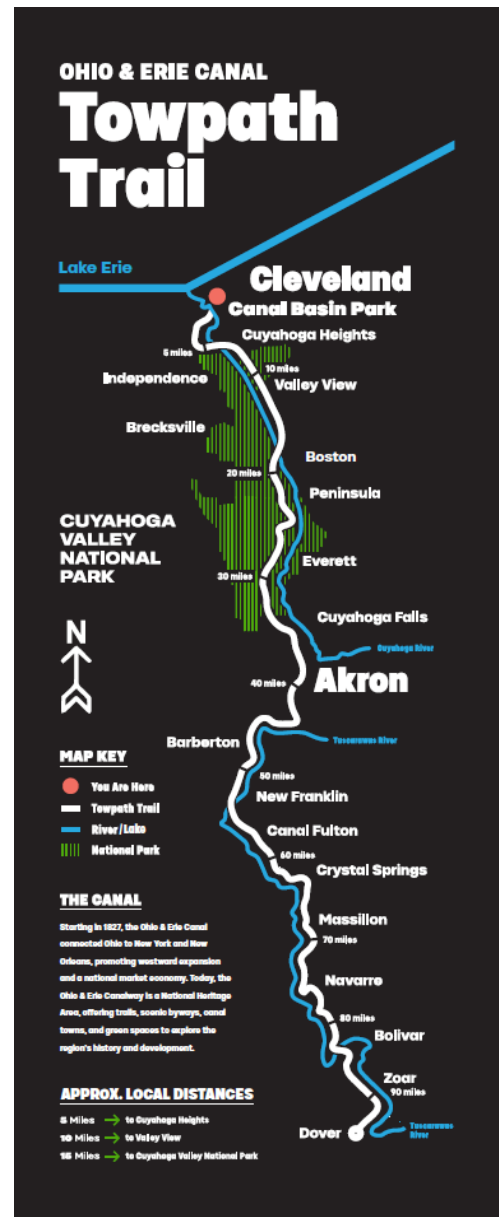 OHIO & ERIE CANAL
Towpath
Trail
Lake Erie
Cleveland
Canal Basin Park
Cuyahoga Heights
5 miles
10 miles
Independence
Valley View
Brecksville
Boston
20 miles
Peninsula
CUYAHOGA
VALLEY
NATIONAL
PARK
Everett
30 miles
Cuyahoga Falls
N
Cuyahoga River
40 miles
Akron
Barberton
Tuscarawas River
MAP KEY
50 miles
You Are Here
New Franklin
Towpath Trail
River/Lake
Canal Fulton
National Park
60 miles
Crystal Springs
THE CANAL
Starting in 1827, the Ohio & Erie Canal
connected Ohio to New York and New
Orleans, promoting westward expansion
and a national market economy. Today, the
Ohio & Erie Canalway is a National Heritage
Area, offering trails, scenic byways, canal
towns, and green spaces to explore the
region's history and development.
Massillon
70 miles
Navarre
80 miles
Bolivar
Zoar
90 miles
APPROX. LOCAL DISTANCES
5 Miles → to Cuyahoga Heights
10 Miles → to Valley View
15 Miles → to Cuyahoga Valley National Park
Dover
Tuscarawas
River